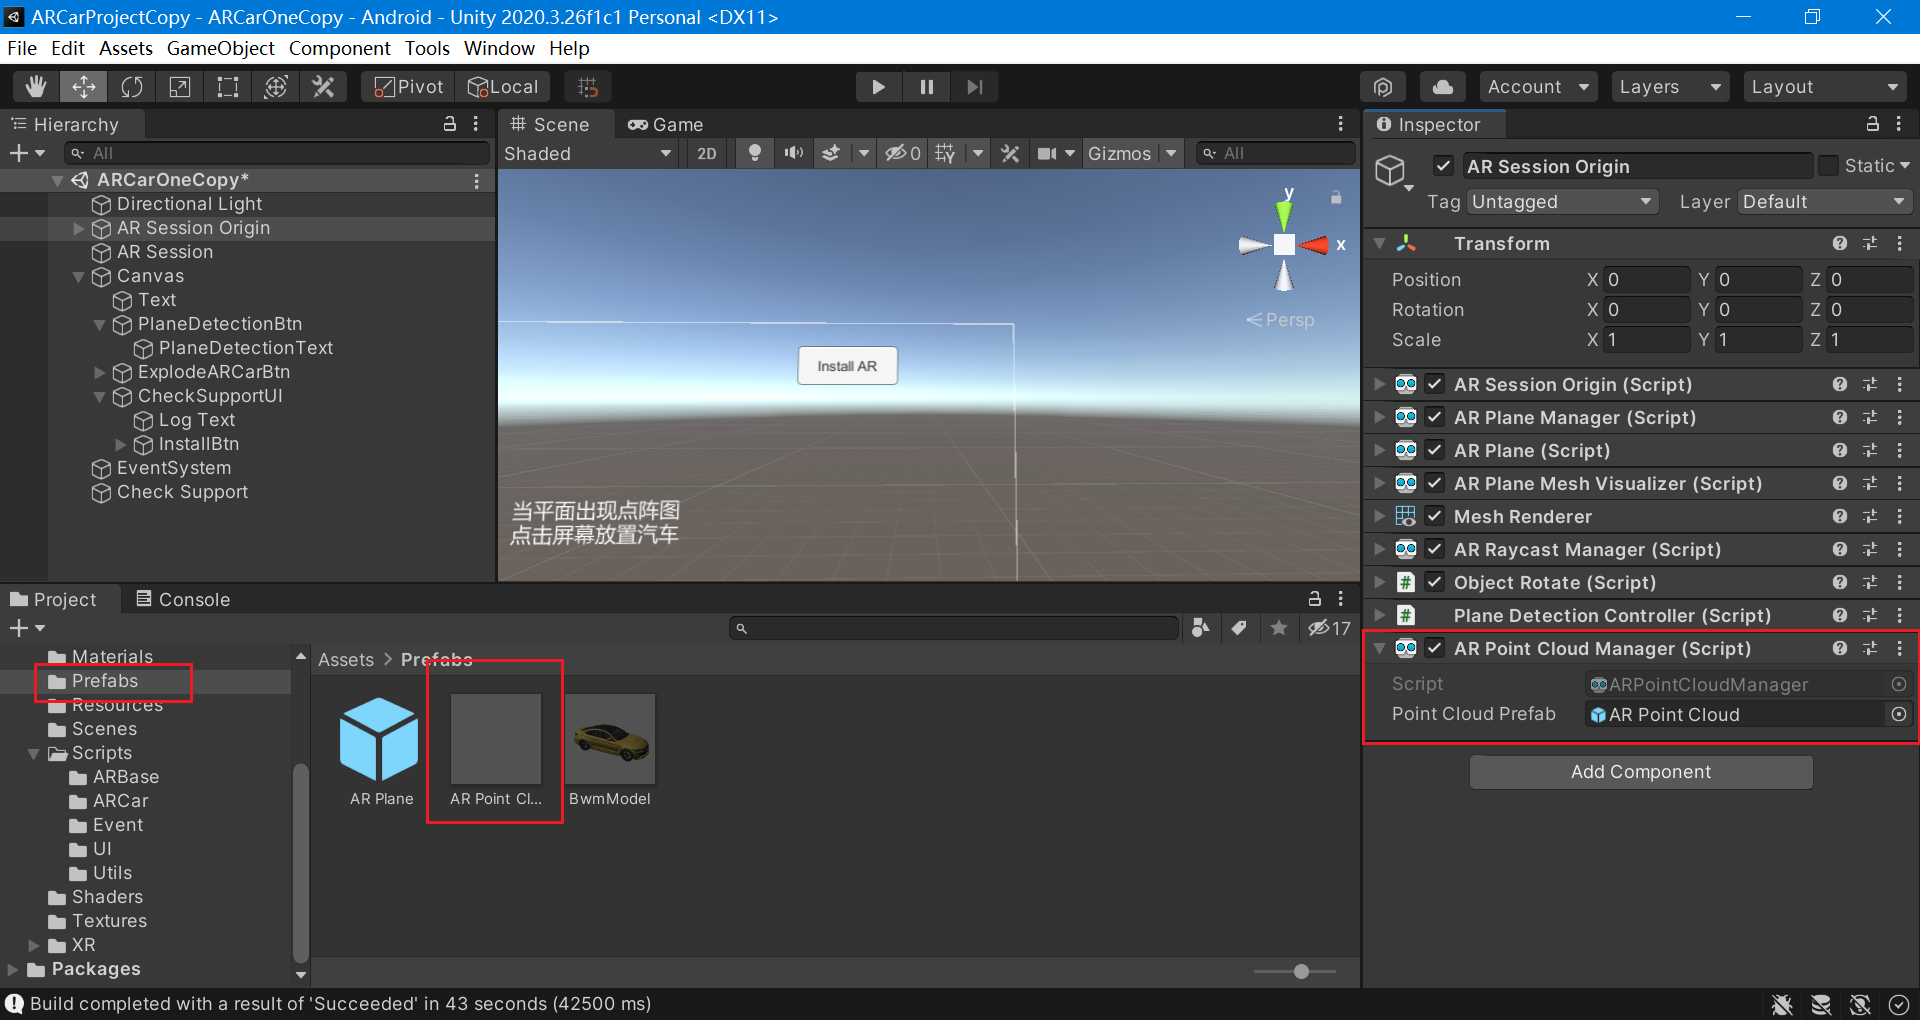 ARCarProjectCopy - ARCarOneCopy - Android - Unity 2020.3.26f1c1 Personal <DX11>
File Edit Assets GameObject Component Tools Window Help
Pivot Local
Account Layers Layout
Hierarchy
All
ARCarOneCopy*
Directional Light
AR Session Origin
AR Session
Canvas
Text
PlaneDetectionBtn
PlaneDetectionText
ExplodeARCarBtn
CheckSupportUI
Log Text
InstallBtn
EventSystem
Check Support
Scene Game
Shaded 2D 0 Gizmos All
y
x
Persp
Install AR
当平面出现点阵图
点击屏幕放置汽车
Inspector
AR Session Origin Static
Tag Untagged Layer Default
Transform
Position X 0 Y 0 Z 0
Rotation X 0 Y 0 Z 0
Scale X 1 Y 1 Z 1
AR Session Origin (Script)
AR Plane Manager (Script)
AR Plane (Script)
AR Plane Mesh Visualizer (Script)
Mesh Renderer
AR Raycast Manager (Script)
Object Rotate (Script)
Plane Detection Controller (Script)
AR Point Cloud Manager (Script)
Script ARPointCloudManager
Point Cloud Prefab AR Point Cloud
Add Component
Project Console
17
Materials
Prefabs
Resources
Scenes
Scripts
ARBase
ARCar
Event
UI
Utils
Shaders
Textures
XR
Packages
Assets > Prefabs
AR Plane AR Point Cl... BwmModel
Build completed with a result of 'Succeeded' in 43 seconds (42500 ms)